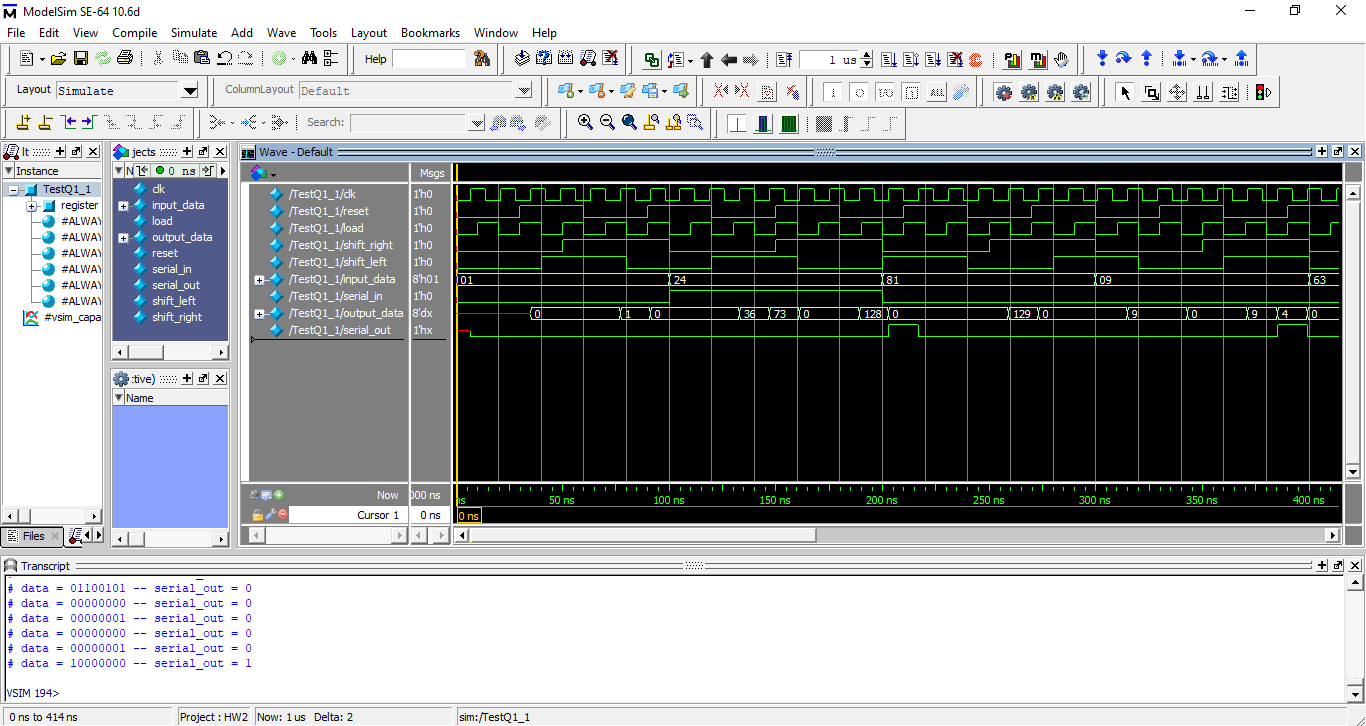 ModelSim SE-64 10.6d
File Edit View Compile Simulate Add Wave Tools Layout Bookmarks Window Help
Help
1 us
Layout Simulate
ColumnLayout Default
ALL
Search:
It
Instance
TestQ1_1
register
#ALWAY
#ALWAY
#ALWAY
#ALWAY
#ALWAY
#ALWAY
#vsim_capa
Files
jects
N 0 ns
clk
input_data
load
output_data
reset
serial_in
serial_out
shift_left
shift_right
:tive)
Name
Wave - Default
Msgs
/TestQ1_1/clk 1'h0
/TestQ1_1/reset 1'h0
/TestQ1_1/load 1'h0
/TestQ1_1/shift_right 1'h0
/TestQ1_1/shift_left 1'h0
/TestQ1_1/input_data 8'h01 01 24 81 09 63
/TestQ1_1/serial_in 1'h0
/TestQ1_1/output_data 8'dx 0 1 0 36 73 0 128 0 129 0 9 0 9 4 0
/TestQ1_1/serial_out 1'hx
Now 000 ns ns 50 ns 100 ns 150 ns 200 ns 250 ns 300 ns 350 ns 400 ns
Cursor 1 0 ns 0 ns
Transcript
# data = 01100101 -- serial_out = 0
# data = 00000000 -- serial_out = 0
# data = 00000001 -- serial_out = 0
# data = 00000000 -- serial_out = 0
# data = 00000001 -- serial_out = 0
# data = 10000000 -- serial_out = 1
VSIM 194>
0 ns to 414 ns Project : HW2 Now: 1 us Delta: 2 sim:/TestQ1_1